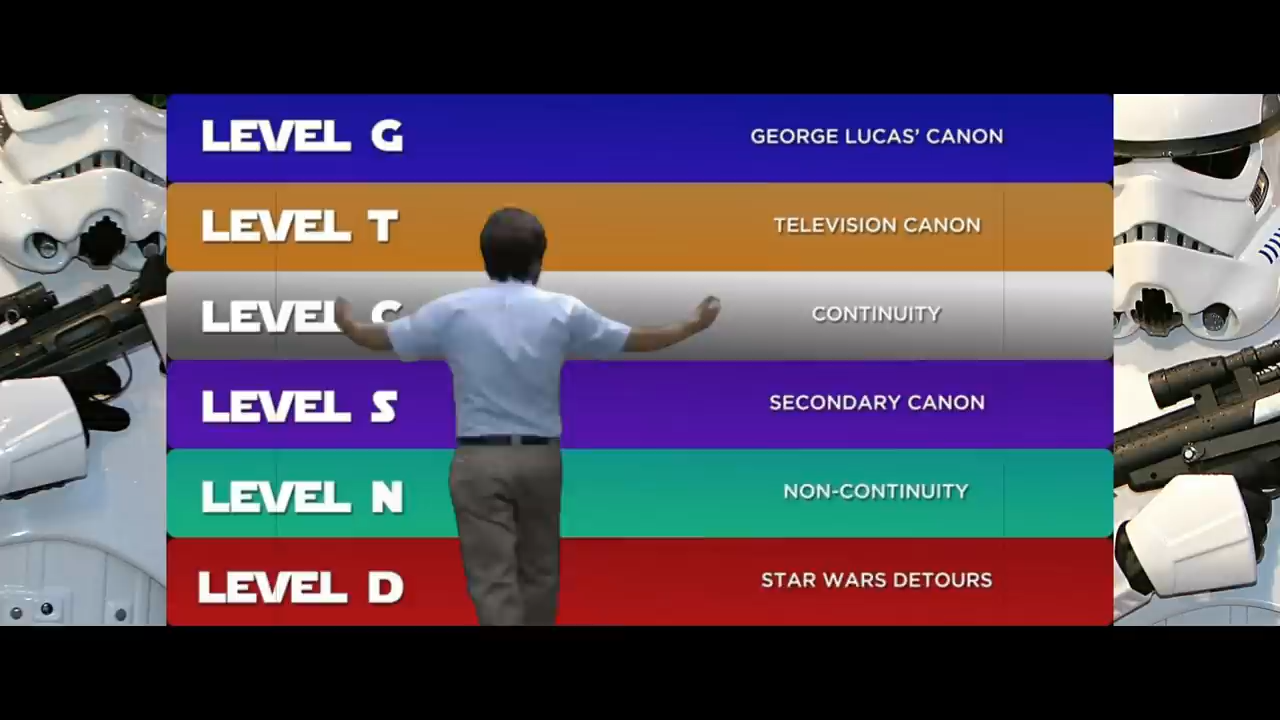 LEVEL G GEORGE LUCAS’ CANON
LEVEL T TELEVISION CANON
LEVEL C CONTINUITY
LEVEL S SECONDARY CANON
LEVEL N NON-CONTINUITY
LEVEL D STAR WARS DETOURS